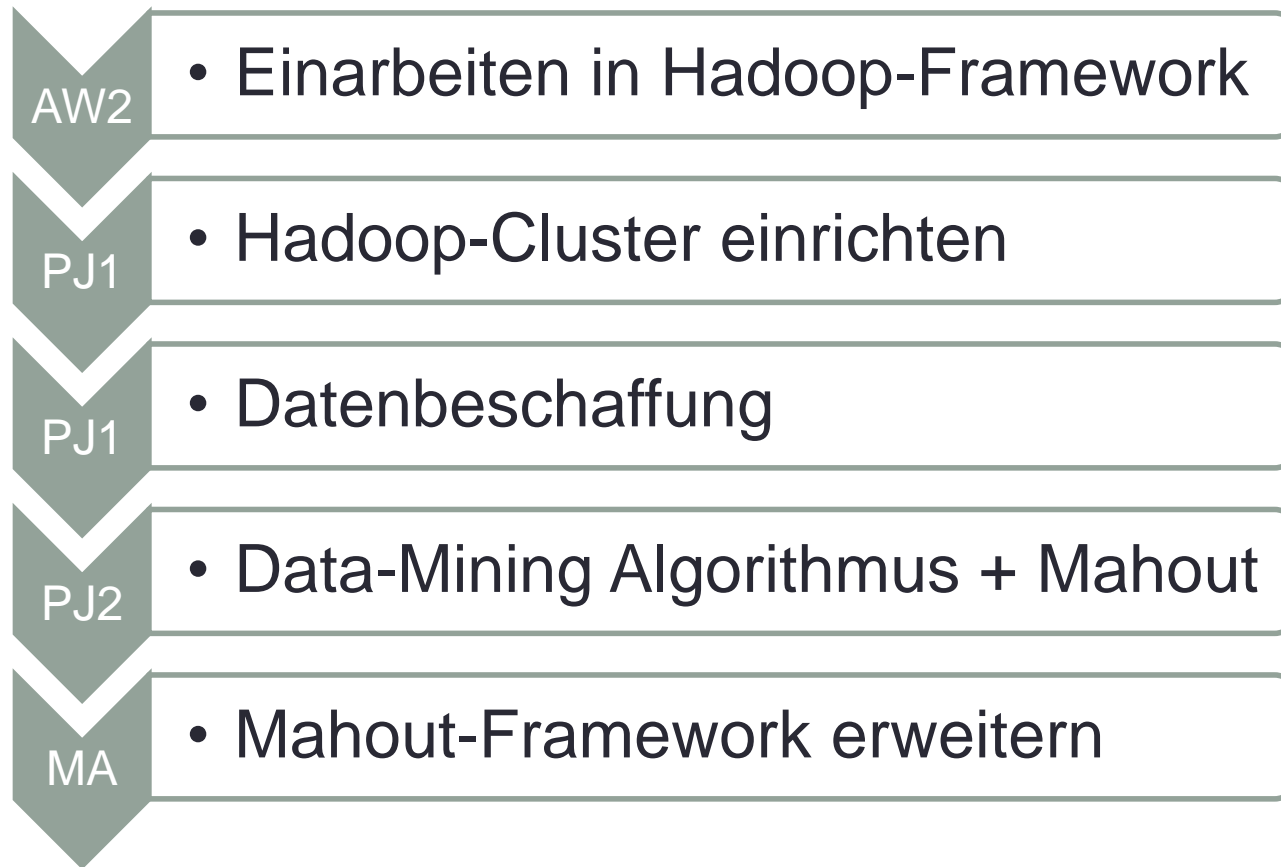 AW2
• Einarbeiten in Hadoop-Framework
PJ1
• Hadoop-Cluster einrichten
PJ1
• Datenbeschaffung
PJ2
• Data-Mining Algorithmus + Mahout
MA
• Mahout-Framework erweitern